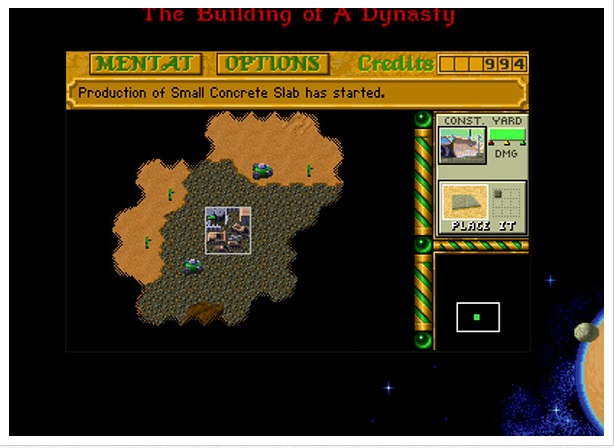 The Building of A Dynasty
MENTAT OPTIONS Credits 994
Production of Small Concrete Slab has started.
CONST. YARD
DMG
PLACE IT